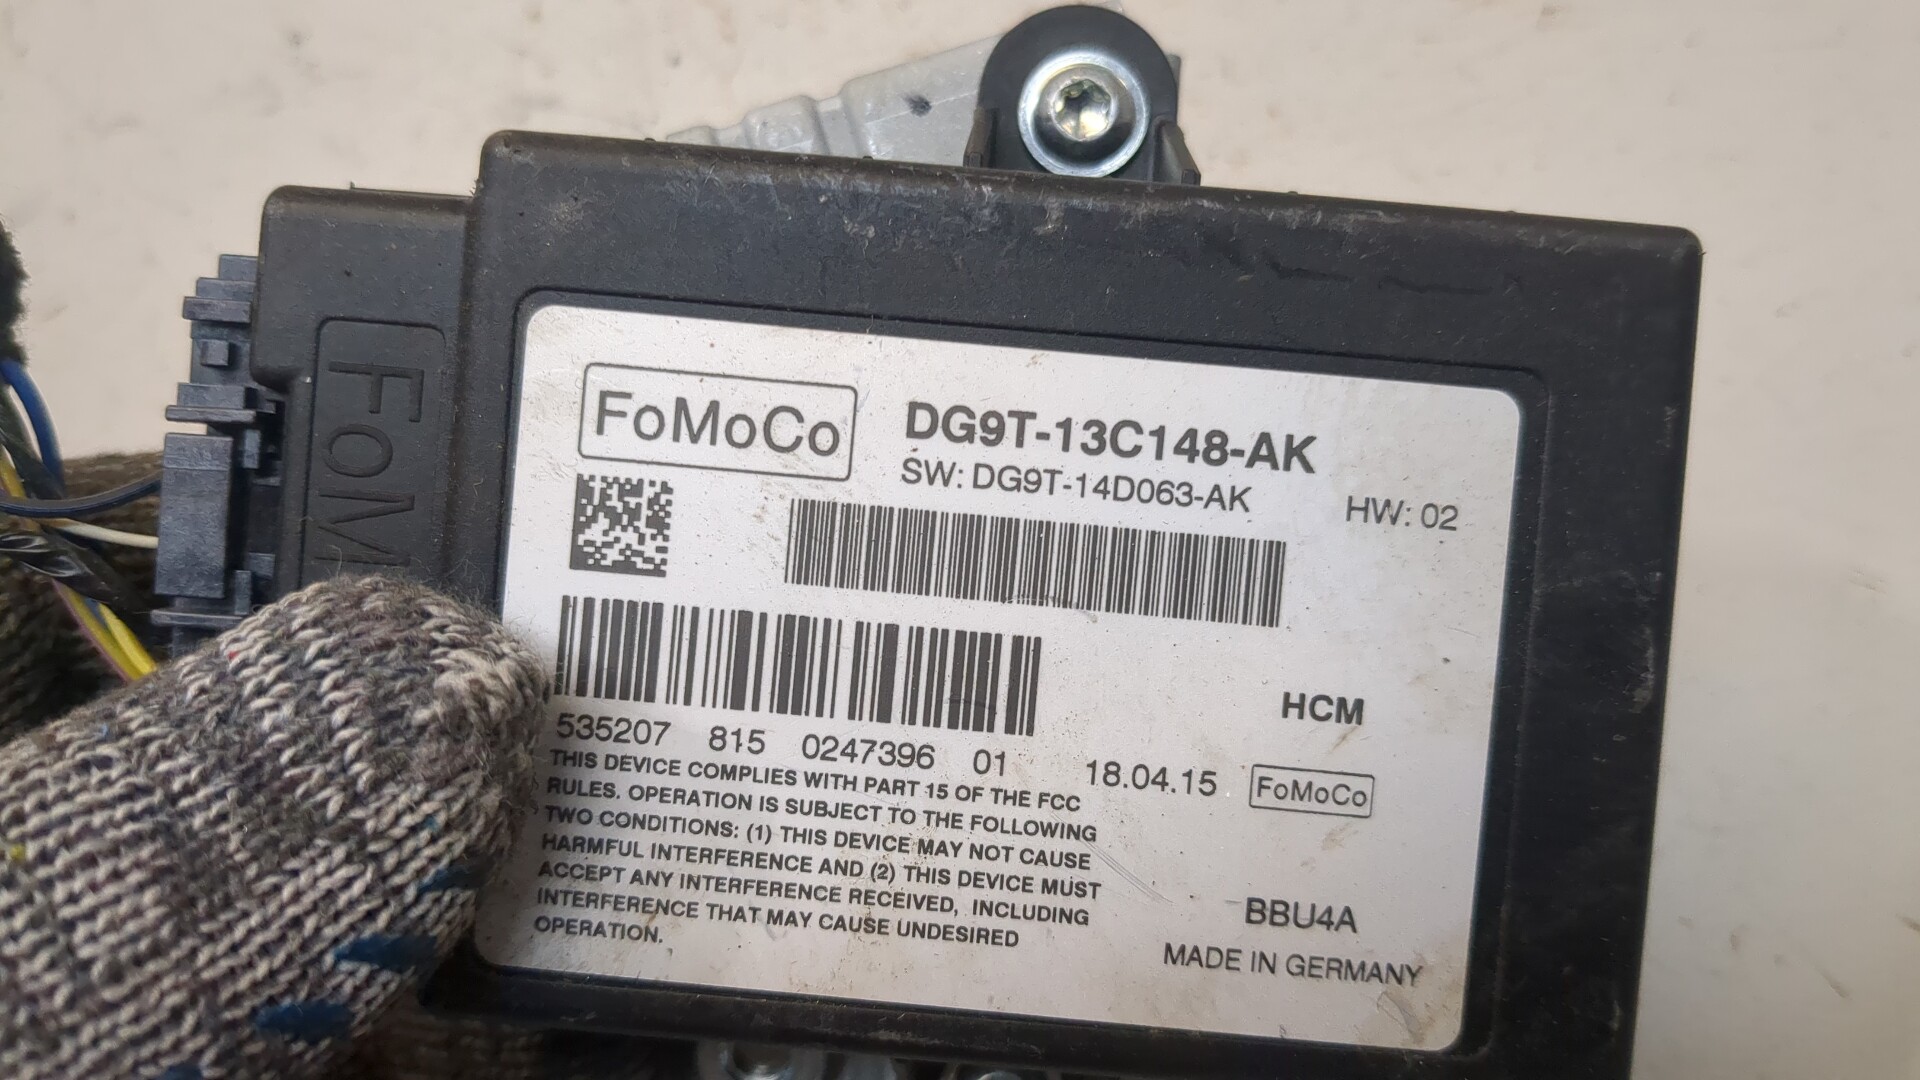 FoM
FoMoCo
DG9T-13C148-AK
SW: DG9T-14D063-AK
HW: 02
HCM
535207 815 0247396 01
18.04.15
FoMoCo
THIS DEVICE COMPLIES WITH PART 15 OF THE FCC
RULES. OPERATION IS SUBJECT TO THE FOLLOWING
TWO CONDITIONS: (1) THIS DEVICE MAY NOT CAUSE
HARMFUL INTERFERENCE AND (2) THIS DEVICE MUST
ACCEPT ANY INTERFERENCE RECEIVED, INCLUDING
INTERFERENCE THAT MAY CAUSE UNDESIRED
OPERATION.
BBU4A
MADE IN GERMANY